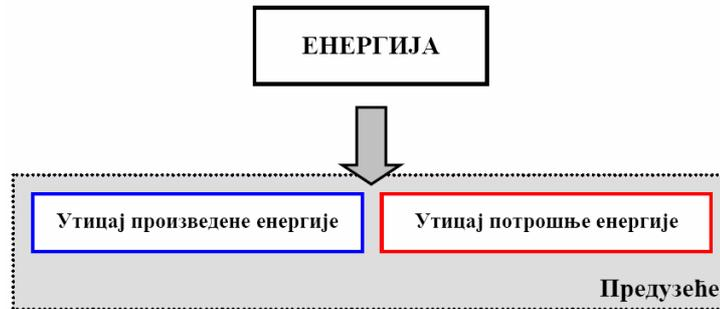 ЕНЕРГИЈА
Утицај произведене енергије
Утицај потрошње енергије
Предузеће